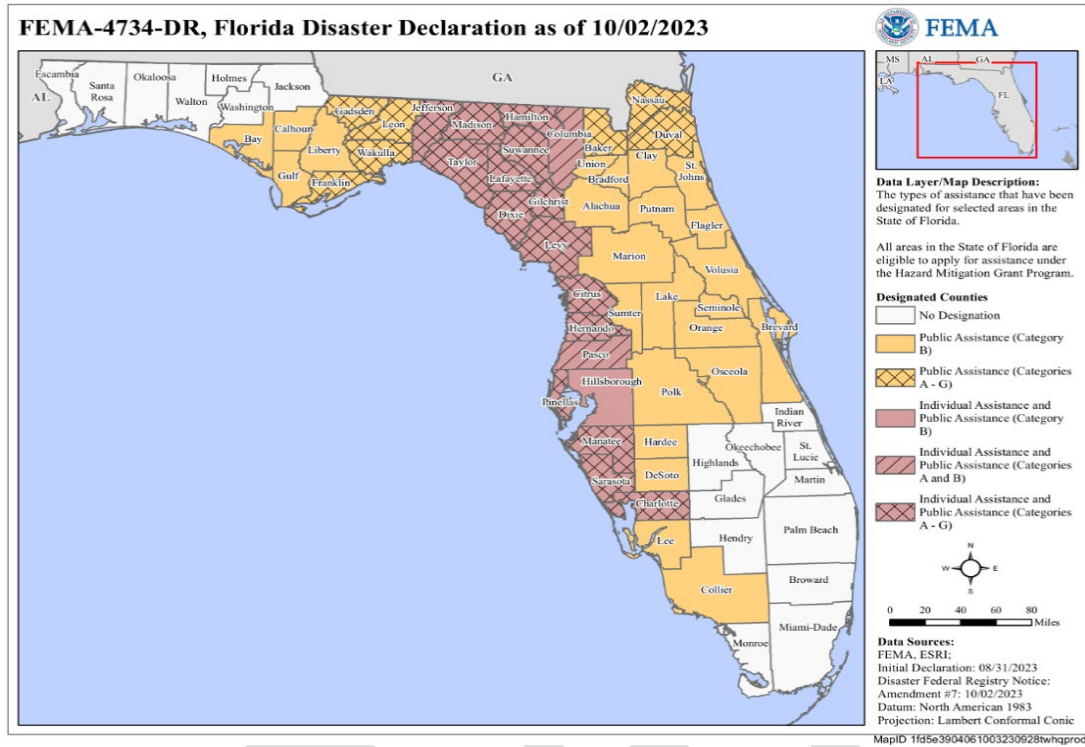 FEMA-4734-DR, Florida Disaster Declaration as of 10/02/2023
FEMA
GA
AL
Escambia
Santa
Rosa
Okaloosa
Walton
Holmes
Washington
Jackson
Bay
Calhoun
Gulf
Liberty
Gadsden
Leon
Wakulla
Franklin
Jefferson
Madison
Taylor
Hamilton
Suwannee
Lafayette
Columbia
Dixie
Gilchrist
Levy
Nassau
Duval
Baker
Union
Bradford
Clay
St.
Johns
Alachua
Putnam
Flagler
Marion
Volusia
Citrus
Hernando
Sumter
Lake
Seminole
Orange
Brevard
Pasco
Hillsborough
Pinellas
Polk
Osceola
Indian
River
Manatee
Hardee
Highlands
Okeechobee
St.
Lucie
Sarasota
DeSoto
Martin
Charlotte
Glades
Lee
Hendry
Palm Beach
Collier
Broward
Monroe
Miami-Dade
MS
AL
GA
LA
FL
Data Layer/Map Description:
The types of assistance that have been
designated for selected areas in the
State of Florida.
All areas in the State of Florida are
eligible to apply for assistance under
the Hazard Mitigation Grant Program.
Designated Counties
No Designation
Public Assistance (Category
B)
Public Assistance (Categories
A - G)
Individual Assistance and
Public Assistance (Category
B)
Individual Assistance and
Public Assistance (Categories
A and B)
Individual Assistance and
Public Assistance (Categories
A - G)
N
W E
S
0 20 40 60 80
Miles
Data Sources:
FEMA, ESRI;
Initial Declaration: 08/31/2023
Disaster Federal Registry Notice:
Amendment #7: 10/02/2023
Datum: North American 1983
Projection: Lambert Conformal Conic
MapID 1fd5e3904061003230928twhqprod